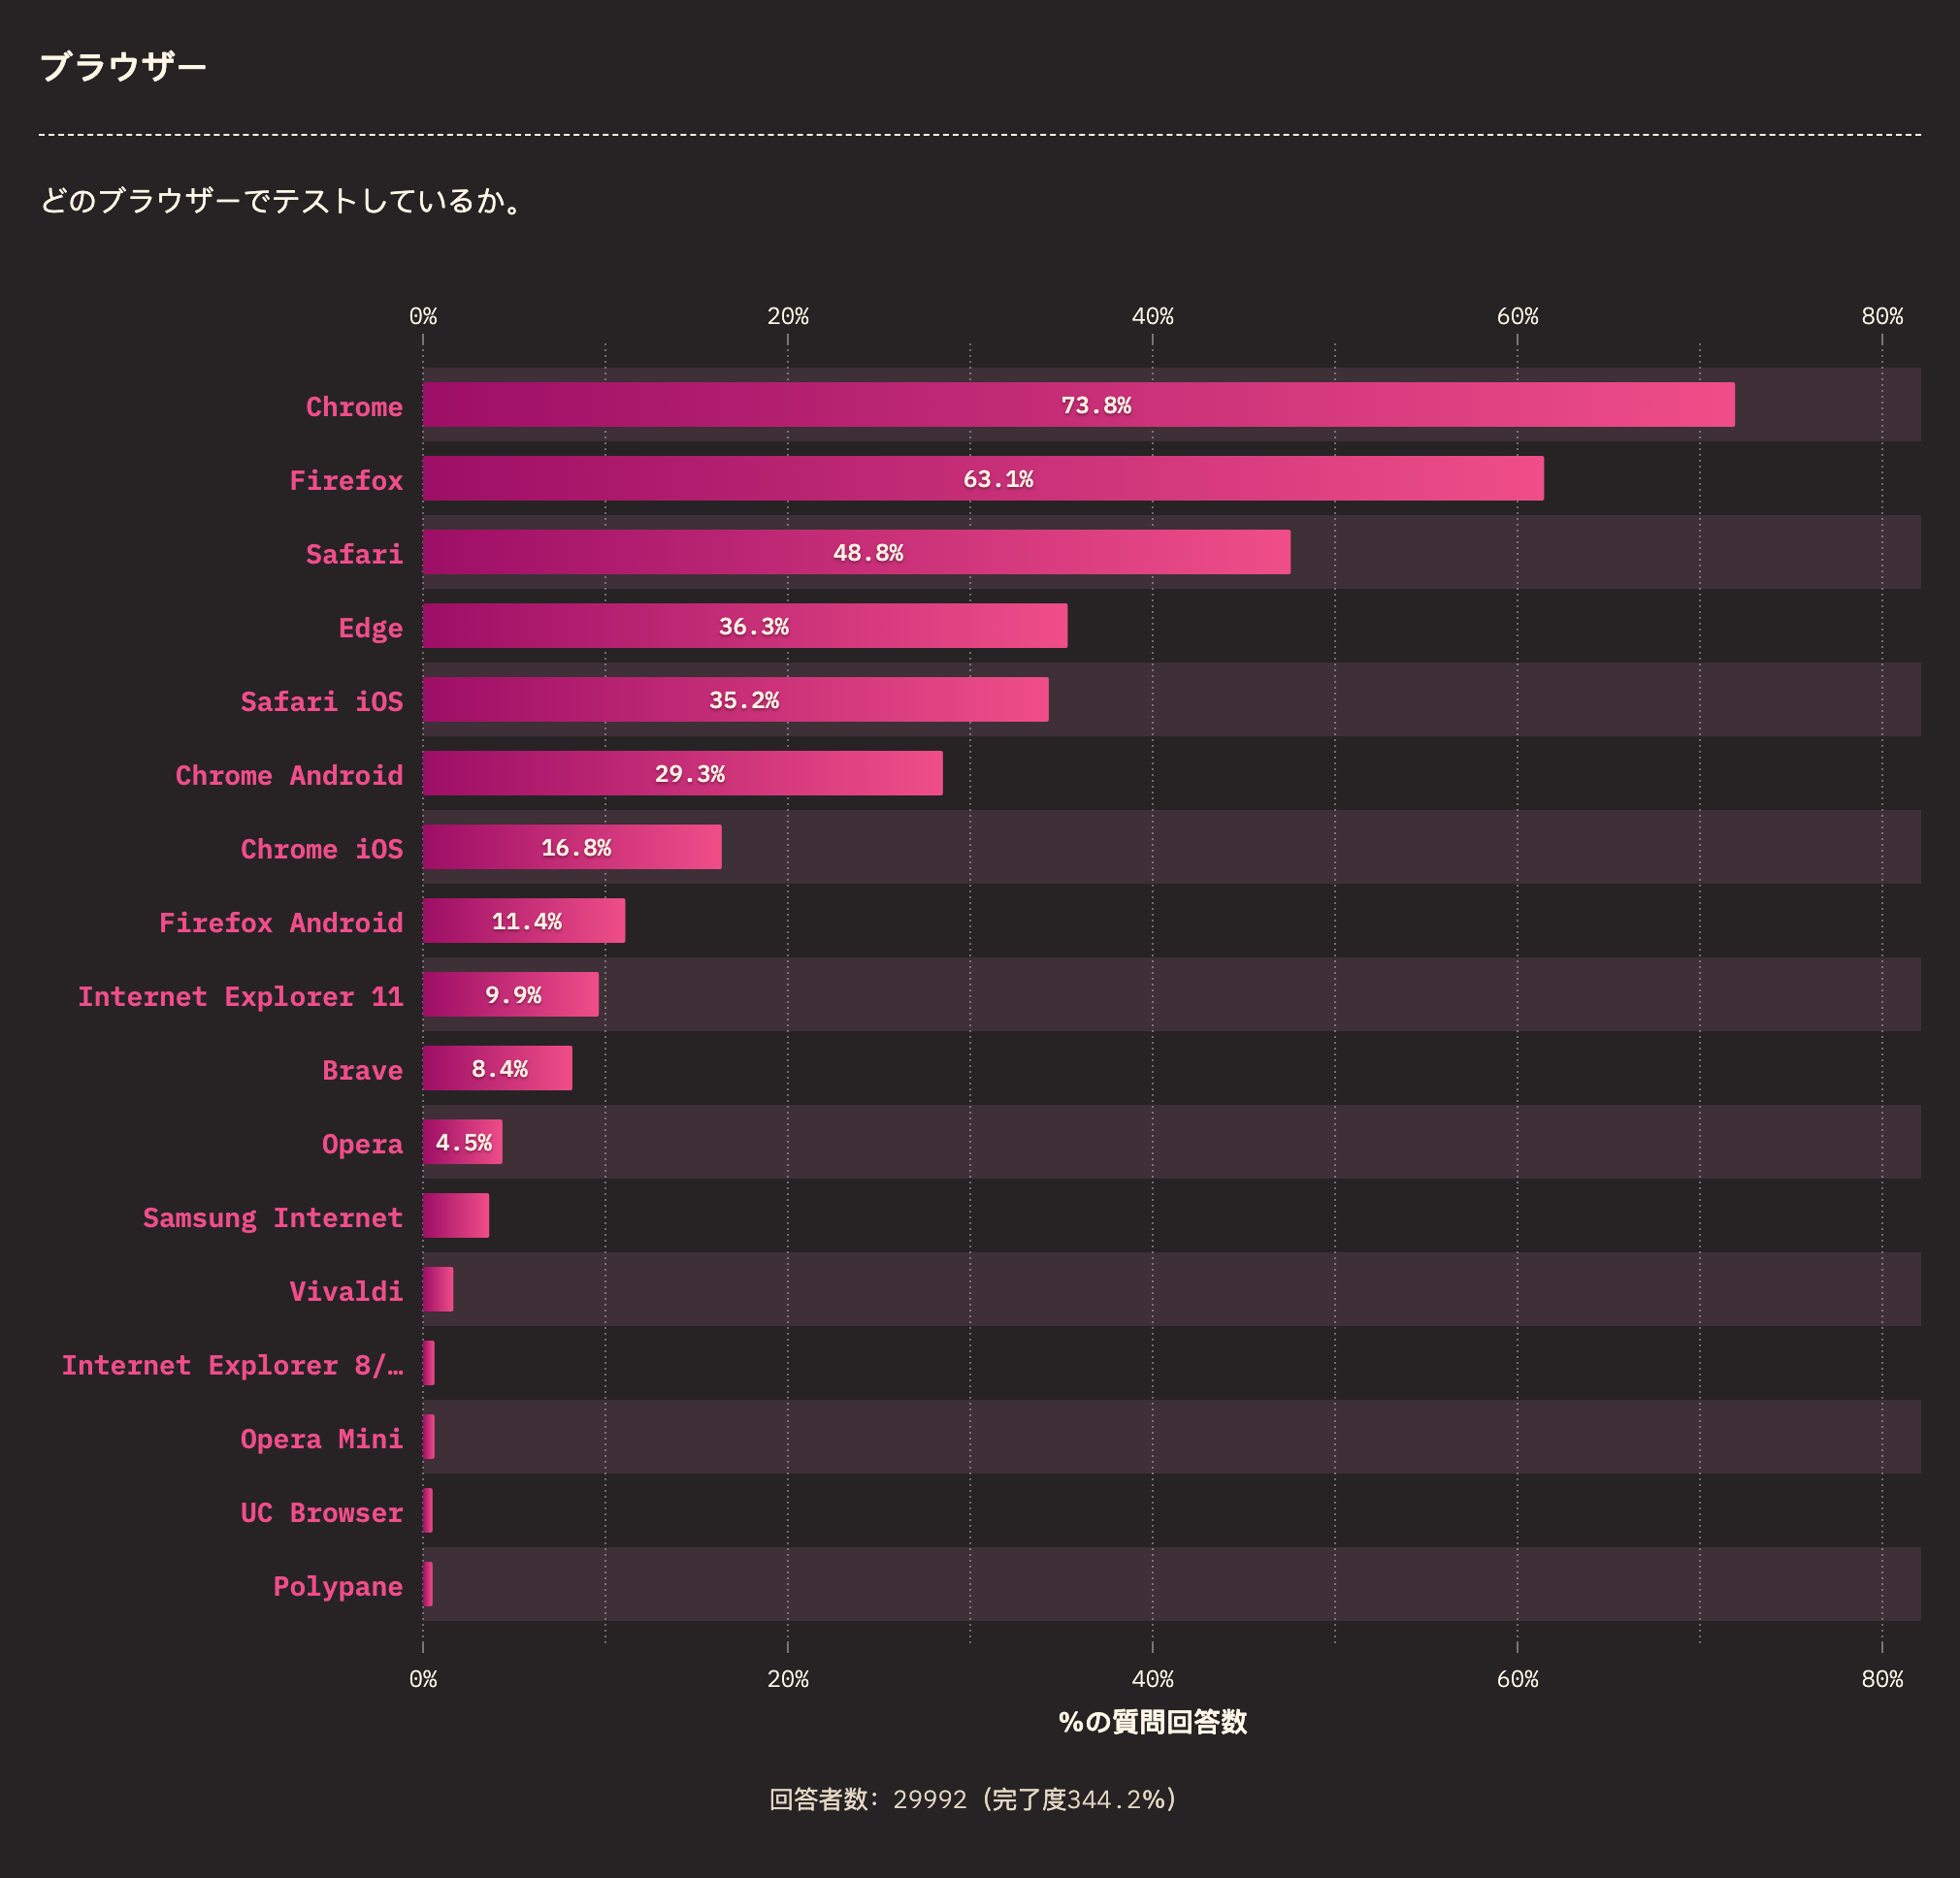 ブラウザー
どのブラウザーでテストしているか。
0% 20% 40% 60% 80%
Chrome 73.8%
Firefox 63.1%
Safari 48.8%
Edge 36.3%
Safari iOS 35.2%
Chrome Android 29.3%
Chrome iOS 16.8%
Firefox Android 11.4%
Internet Explorer 11 9.9%
Brave 8.4%
Opera 4.5%
Samsung Internet
Vivaldi
Internet Explorer 8/…
Opera Mini
UC Browser
Polypane
0% 20% 40% 60% 80%
%の質問回答数
回答者数: 29992 (完了度344.2%)